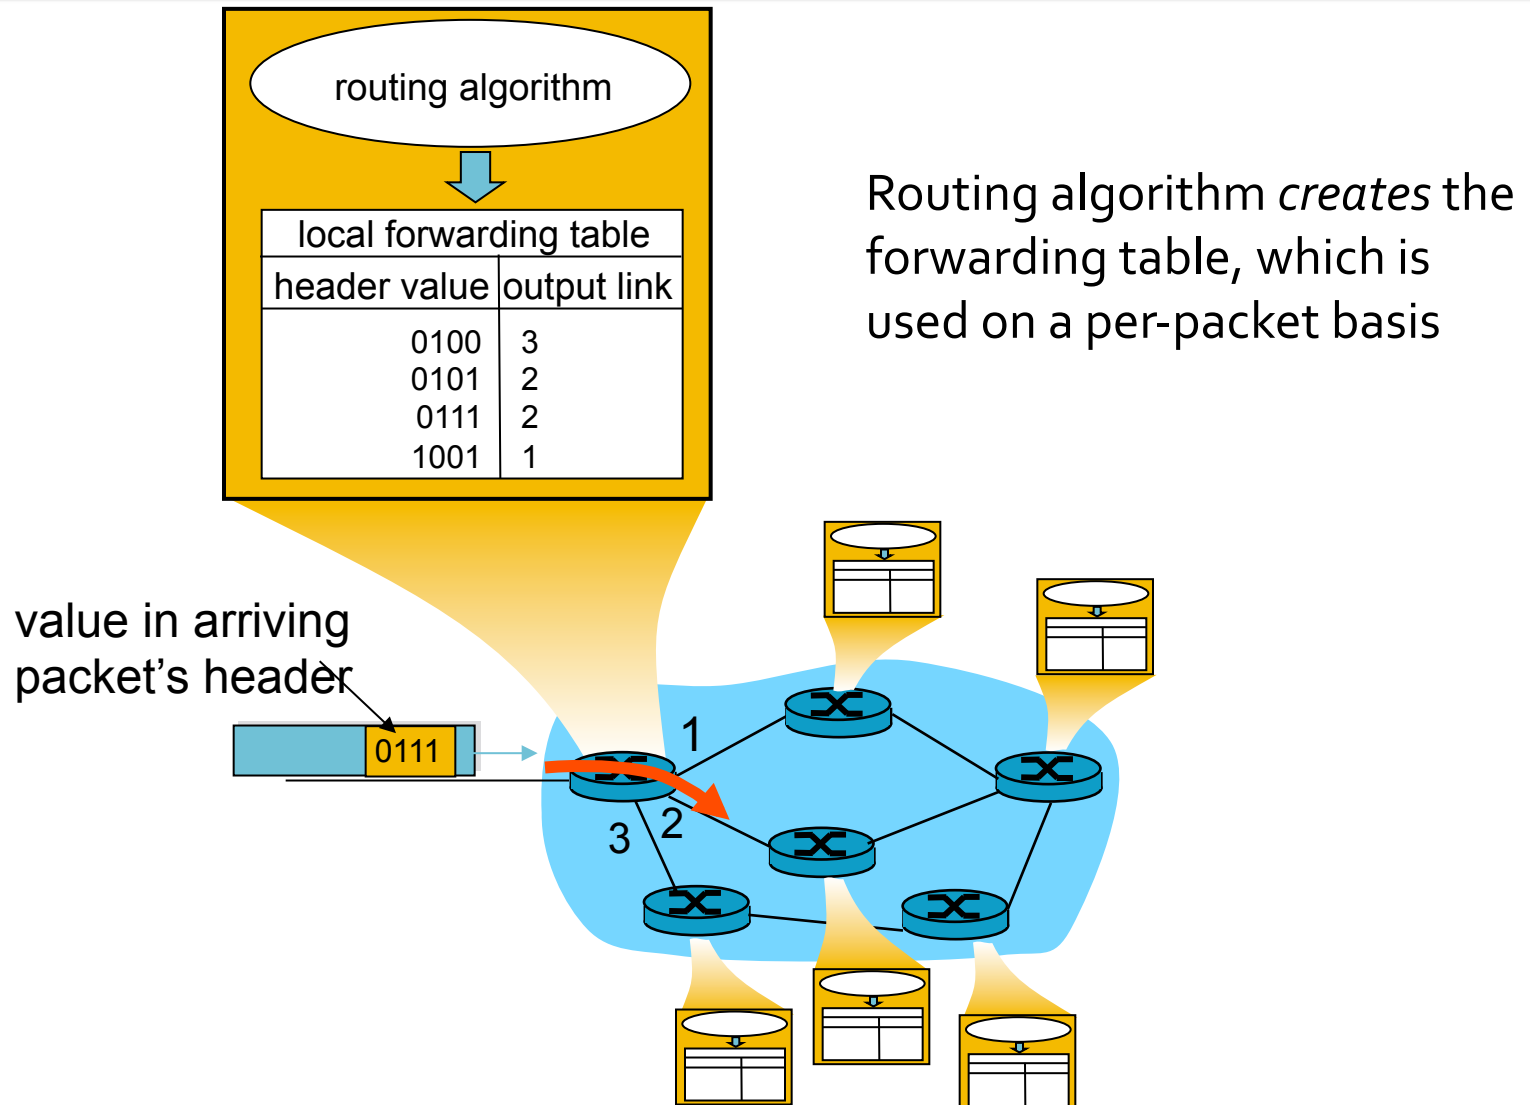 routing algorithm
local forwarding table
header value output link
0100 3
0101 2
0111 2
1001 1
Routing algorithm creates the
forwarding table, which is
used on a per-packet basis
value in arriving
packet’s header
0111
1
2
3